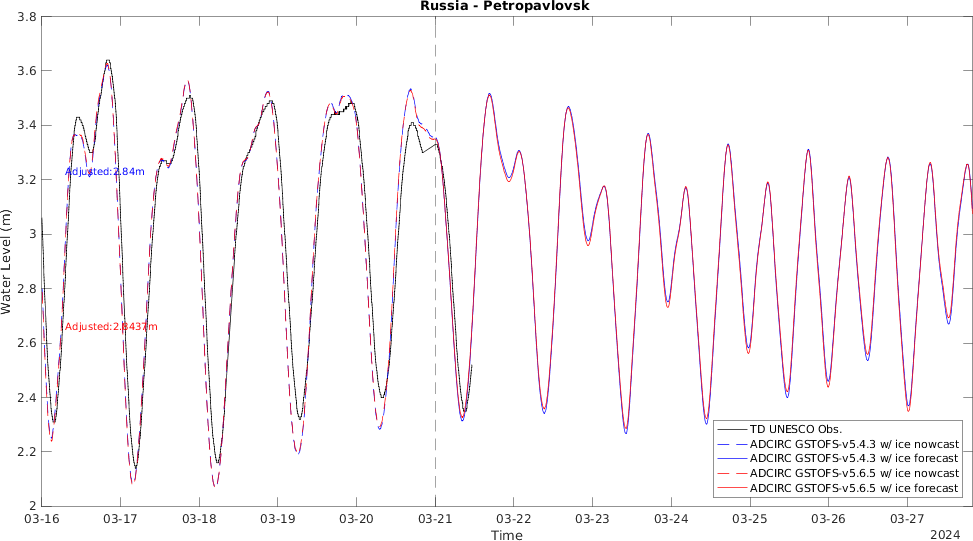 Russia - Petropavlovsk
3.8
3.6
3.4
3.2
3
2.8
2.6
2.4
2.2
2
Water Level (m)
Adjusted:2.84m
Adjusted:2.8437m
TD UNESCO Obs.
ADCIRC GSTOFS-v5.4.3 w/ ice nowcast
ADCIRC GSTOFS-v5.4.3 w/ ice forecast
ADCIRC GSTOFS-v5.6.5 w/ ice nowcast
ADCIRC GSTOFS-v5.6.5 w/ ice forecast
03-16 03-17 03-18 03-19 03-20 03-21 03-22 03-23 03-24 03-25 03-26 03-27
Time
2024